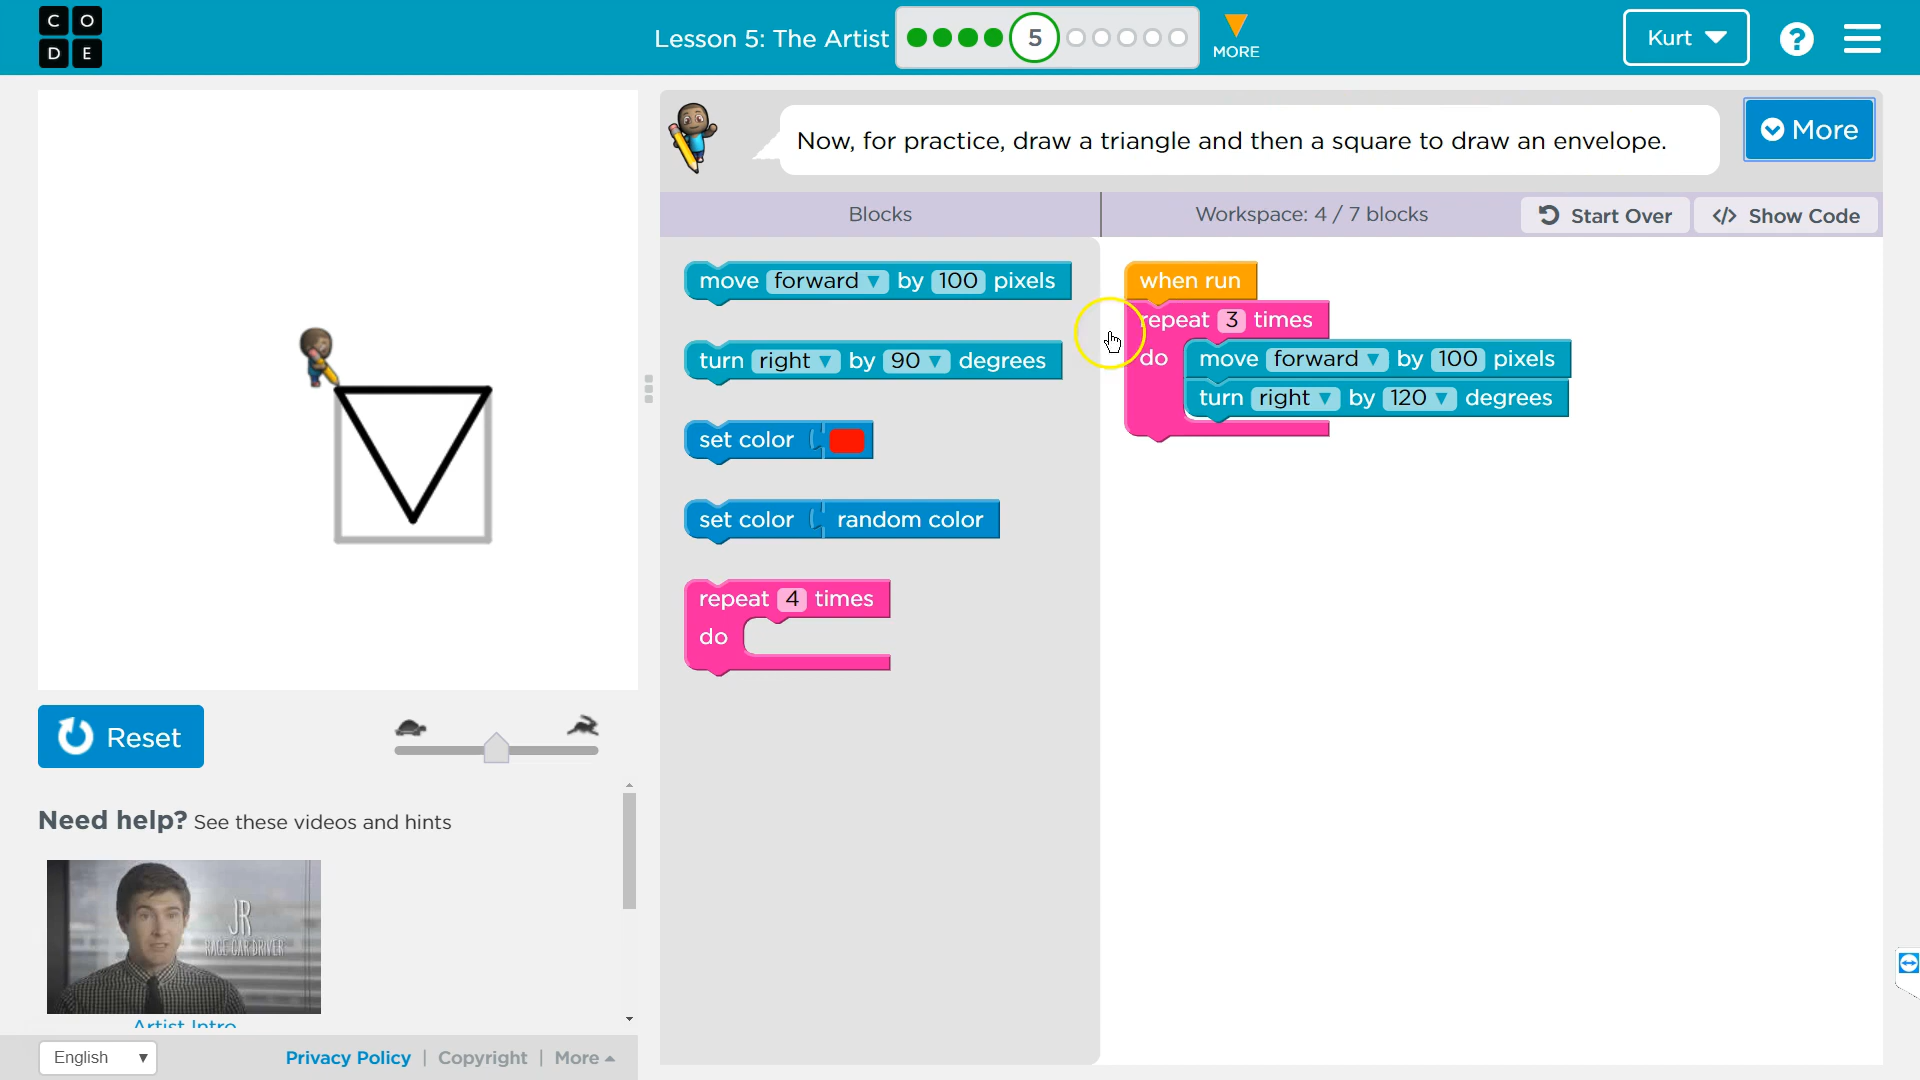 C O
D E
Lesson 5: The Artist
5
MORE
Kurt
?
Now, for practice, draw a triangle and then a square to draw an envelope.
More
Blocks
Workspace: 4 / 7 blocks
Start Over
</> Show Code
move forward ▼ by 100 pixels
turn right ▼ by 90 ▼ degrees
set color
set color random color
repeat 4 times
do
when run
repeat 3 times
do move forward ▼ by 100 pixels
turn right ▼ by 120 ▼ degrees
Reset
Need help? See these videos and hints
JR
RACE CAR DRIVER
Artist Intro
English ▼
Privacy Policy | Copyright | More